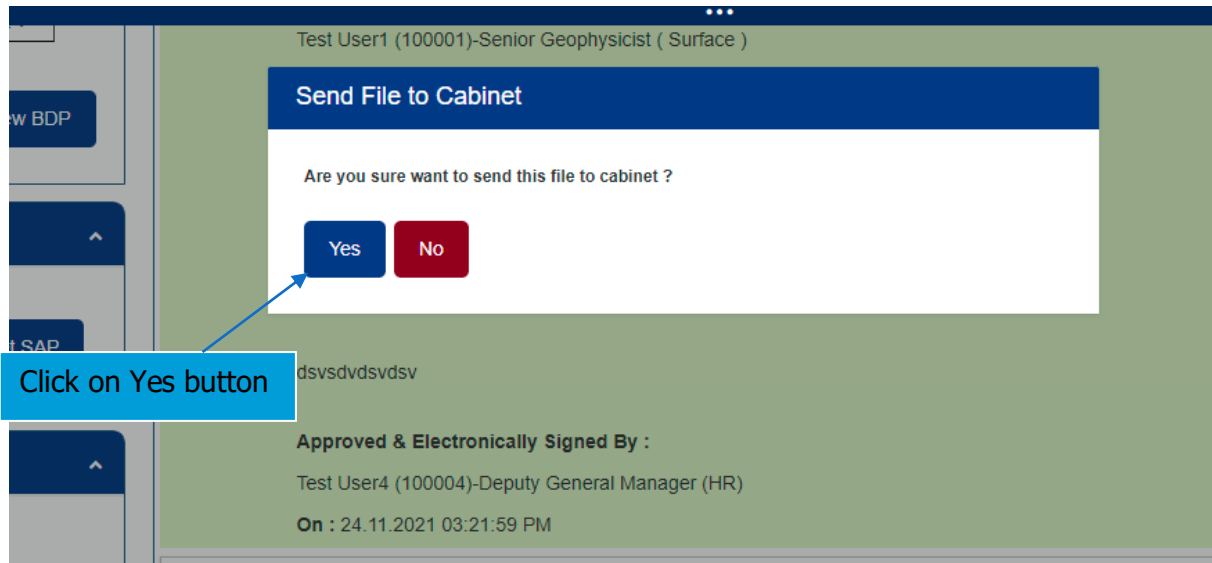 Test User1 (100001)-Senior Geophysicist ( Surface )
Send File to Cabinet
ew BDP
Are you sure want to send this file to cabinet ?
Yes No
t SAP
Click on Yes button
dsvsdvdsvdsv
Approved & Electronically Signed By :
Test User4 (100004)-Deputy General Manager (HR)
On : 24.11.2021 03:21:59 PM